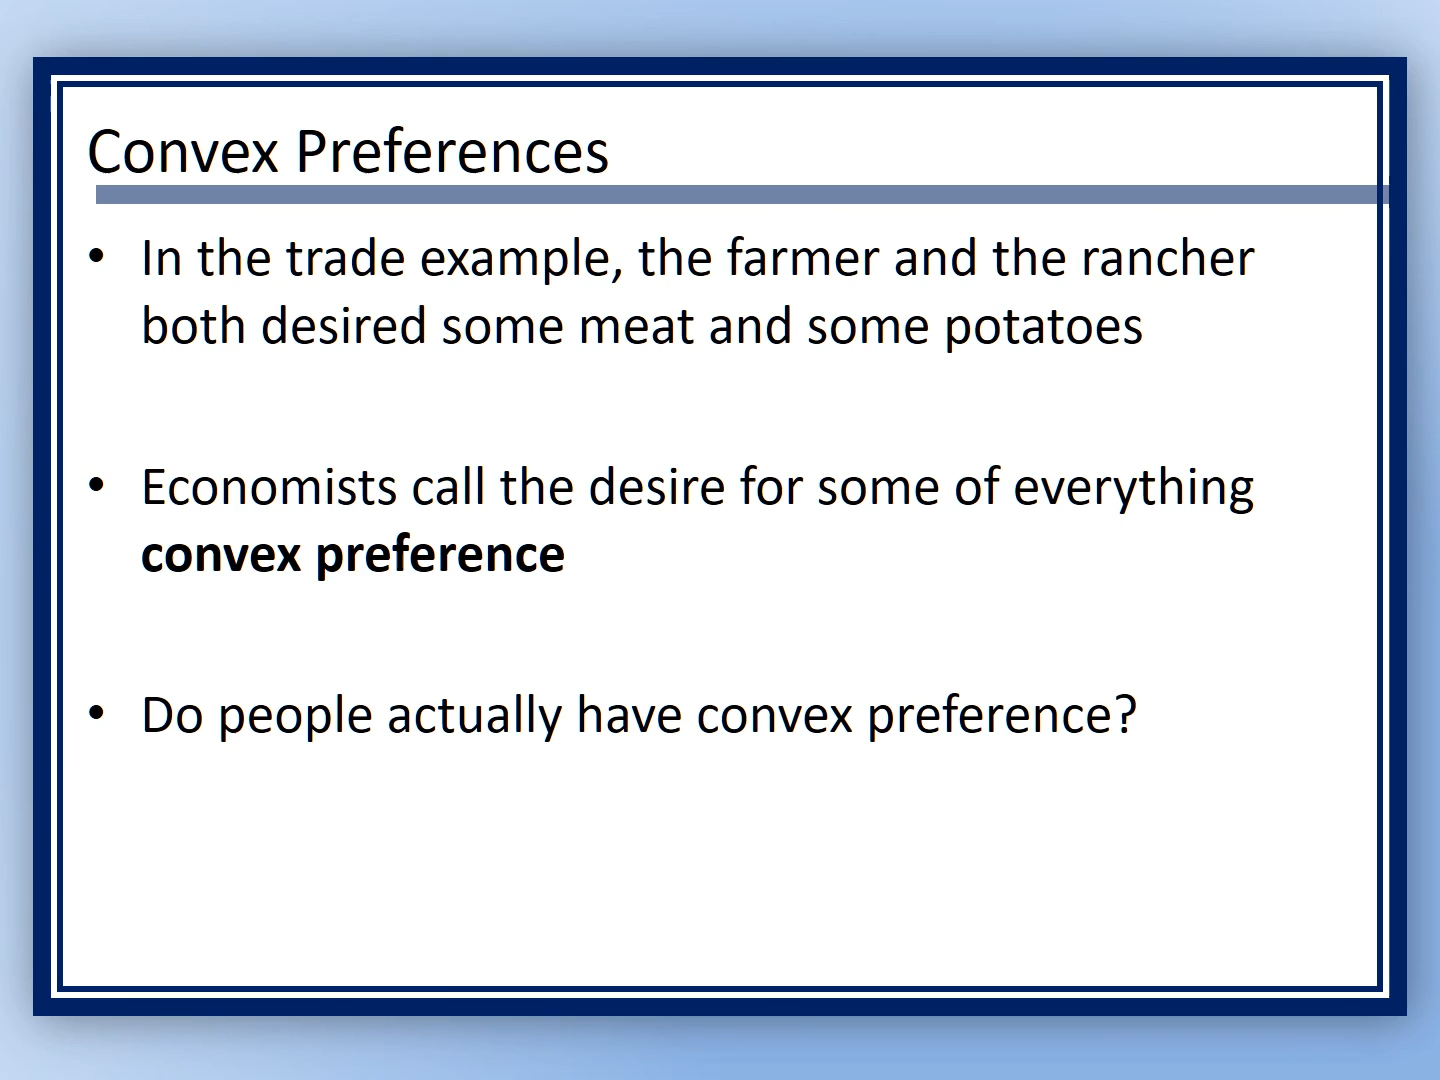 Convex Preferences
• In the trade example, the farmer and the rancher
both desired some meat and some potatoes
• Economists call the desire for some of everything
convex preference
• Do people actually have convex preference?